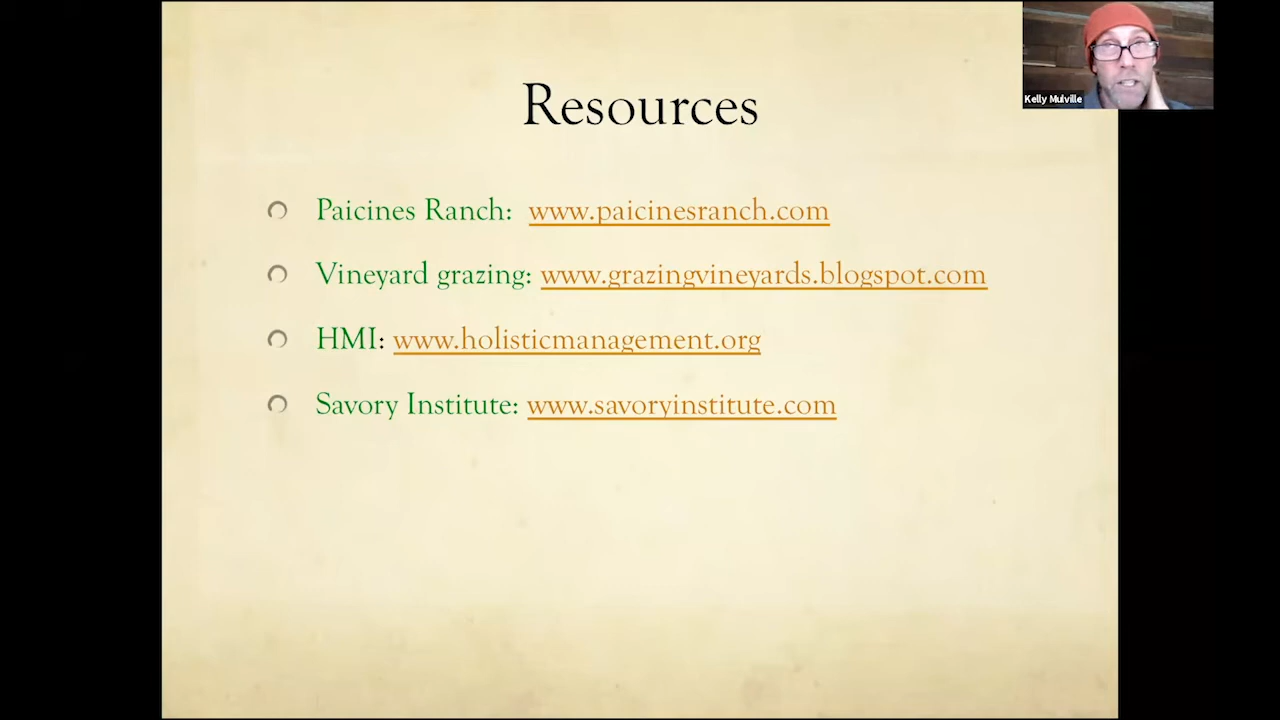 Resources
Kelly Mulville
Paicines Ranch: www.paicinesranch.com
Vineyard grazing: www.grazingvineyards.blogspot.com
HMI: www.holisticmanagement.org
Savory Institute: www.savoryinstitute.com